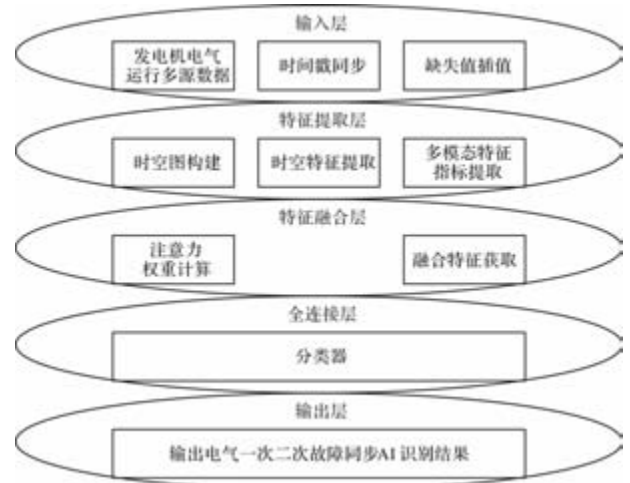 输入层
发电机电气
运行多源数据
时间戳同步
缺失值插值
特征提取层
时空图构建
时空特征提取
多模态特征
指标提取
特征融合层
注意力
权重计算
融合特征获取
全连接层
分类器
输出层
输出电气一次二次故障同步AI识别结果